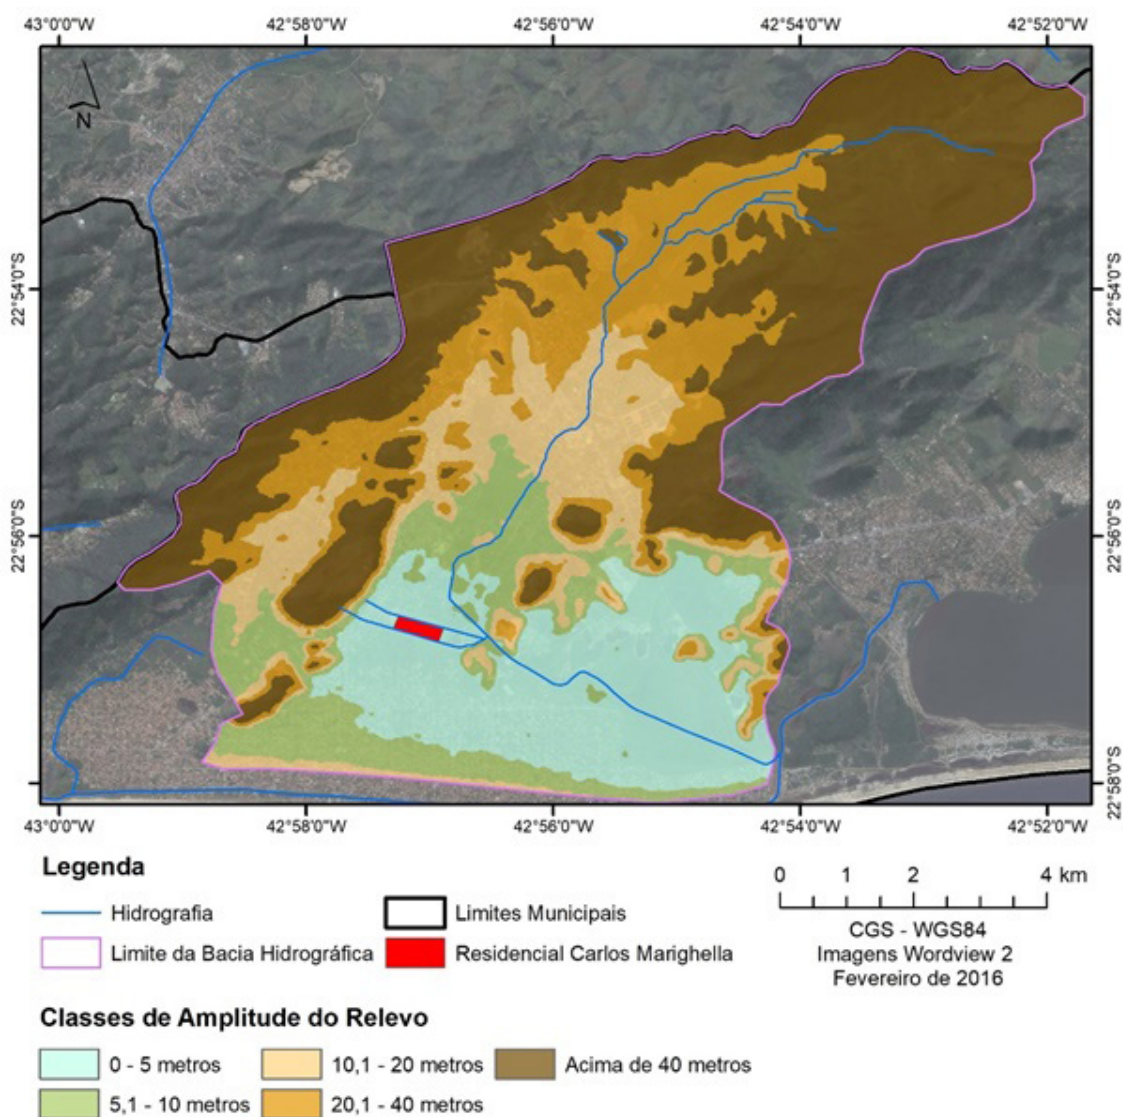 43°0'0"W 42°58'0"W 42°56'0"W 42°54'0"W 42°52'0"W
N
22°54'0"S 22°54'0"S
22°56'0"S 22°56'0"S
22°58'0"S
43°0'0"W 42°58'0"W 42°56'0"W 42°54'0"W 42°52'0"W
Legenda
Hidrografia Limites Municipais
Limite da Bacia Hidrográfica Residencial Carlos Marighella
0 1 2 4 km
CGS - WGS84
Imagens Wordview 2
Fevereiro de 2016
Classes de Amplitude do Relevo
0 - 5 metros 10,1 - 20 metros Acima de 40 metros
5,1 - 10 metros 20,1 - 40 metros